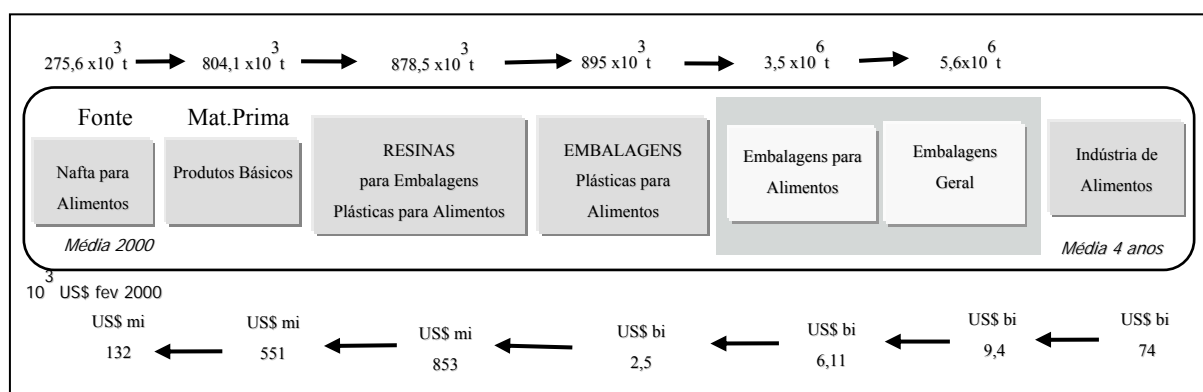 275,6 x10³ t 804,1 x10³ t 878,5 x10³ t 895 x10³ t 3,5 x10⁶ t 5,6x10⁶ t
Fonte Mat.Prima
Nafta para
Alimentos
Produtos Básicos
RESINAS
para Embalagens
Plásticas para Alimentos
EMBALAGENS
Plásticas para
Alimentos
Embalagens para
Alimentos
Embalagens
Geral
Indústria de
Alimentos
Média 2000 Média 4 anos
10³ US$ fev 2000
US$ mi
132
US$ mi
551
US$ mi
853
US$ bi
2,5
US$ bi
6,11
US$ bi
9,4
US$ bi
74